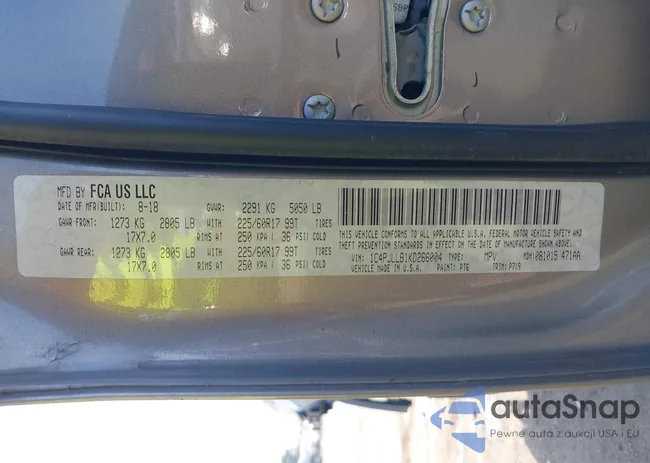 MFD BY FCA US LLC
DATE OF MFR(BUILT): 8-18 GVWR: 2291 KG 5050 LB
GAWR-FRONT: 1273 KG 2805 LB WITH 225/60R17 99T TIRES
17X7.0 RIMS AT 250 KPA( 36 PSI) COLD
GAWR REAR: 1273 KG 2805 LB WITH 225/60R17 99T TIRES
17X7.0 RIMS AT 250 KPA( 36 PSI) COLD
THIS VEHICLE CONFORMS TO ALL APPLICABLE U.S.A. FEDERAL MOTOR VEHICLE SAFETY
AND THEFT PREVENTION STANDARDS IN EFFECT ON THE DATE OF MANUFACTURE SHOWN ABOVE.
VIN: 1C4PJLLB1KD266004 TYPE: MPV MDH: 081015 471AA
VEHICLE MADE IN U.S.A. PAINT: PT6 TRIM: P7X9
autaSnap
Pewne auta z aukcji USA i EU